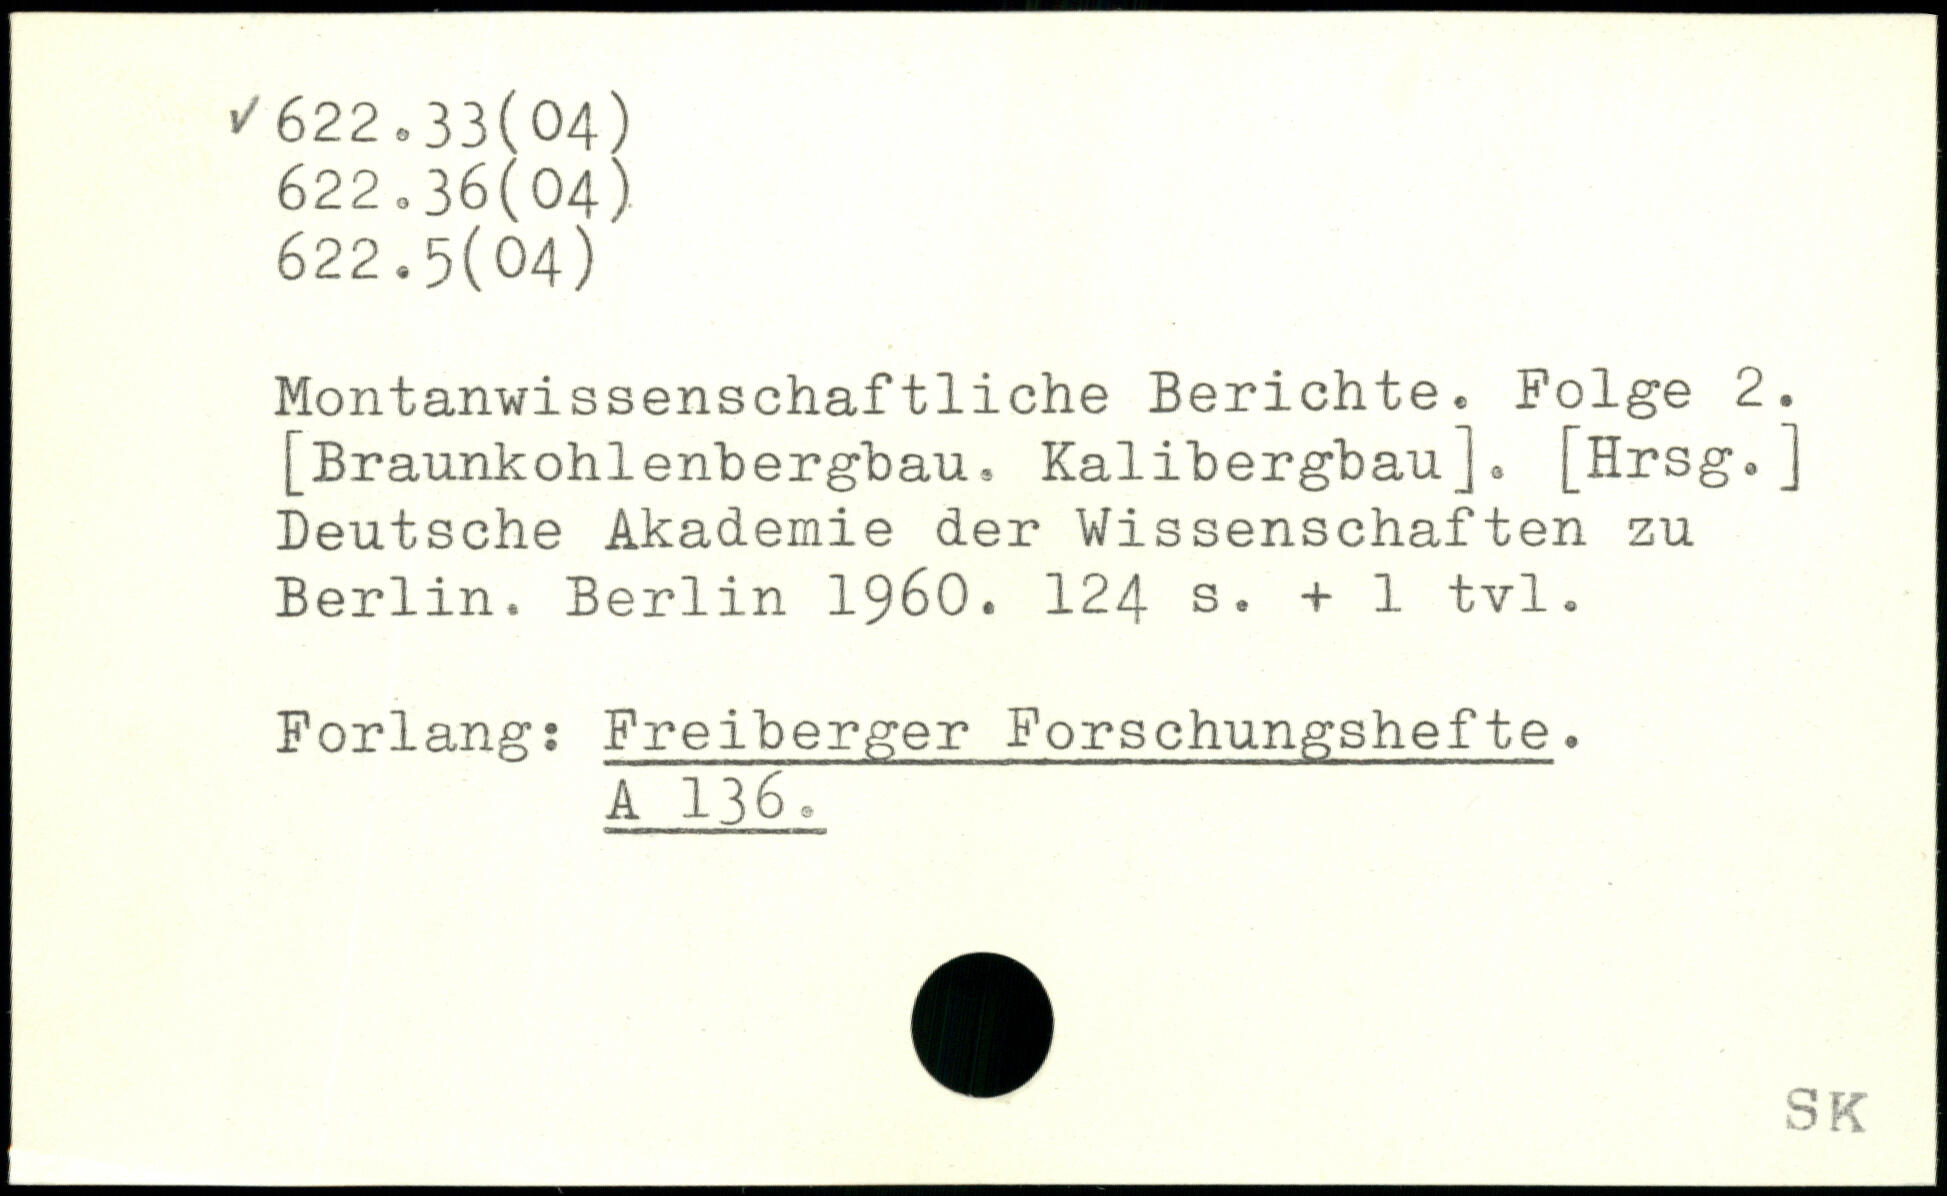 ✓ 622.33(04)
622.36(04)
622.5(04)
Montanwissenschaftliche Berichte. Folge 2.
[Braunkohlenbergbau. Kalibergbau]. [Hrsg.]
Deutsche Akademie der Wissenschaften zu
Berlin. Berlin 1960. 124 s. + 1 tvl.
Forlang: Freiberger Forschungshefte.
A 136.
SK